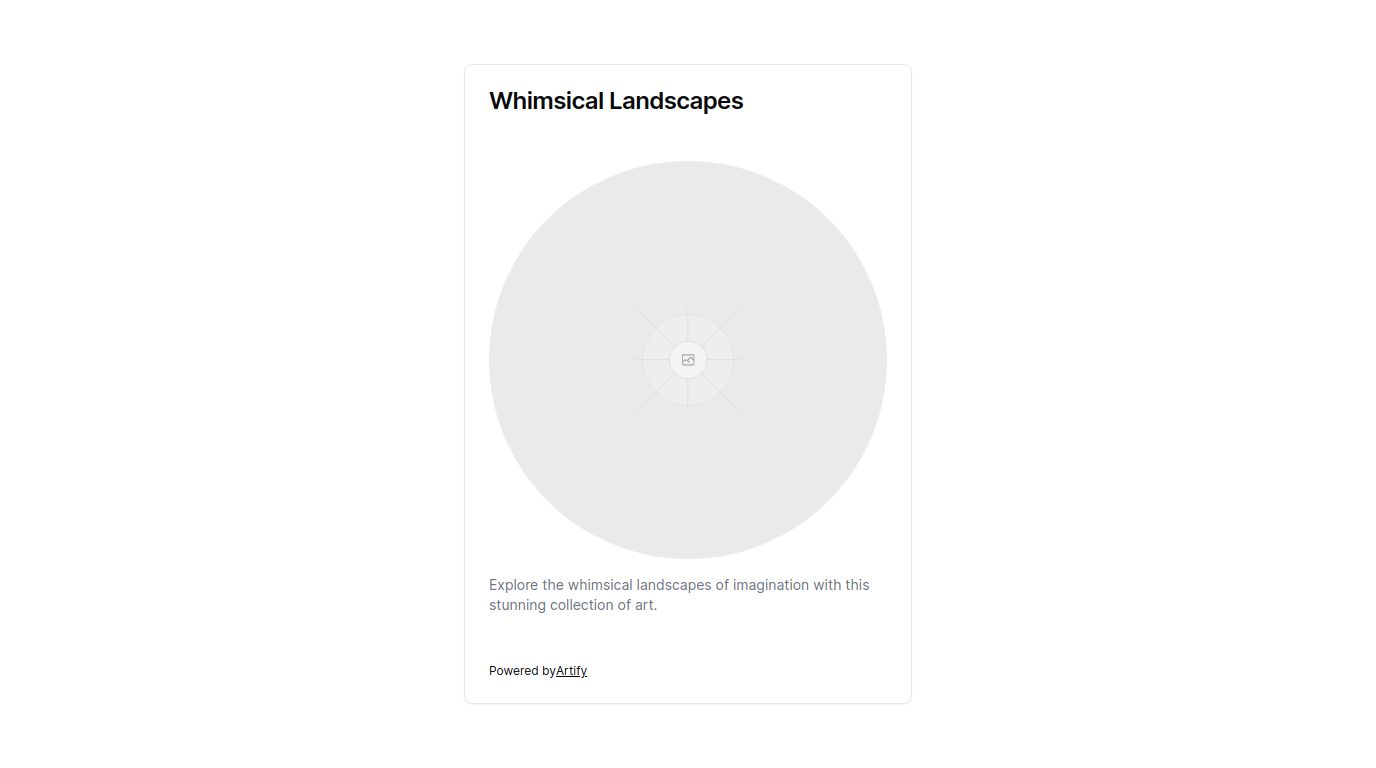 Whimsical Landscapes
Explore the whimsical landscapes of imagination with this
stunning collection of art.
Powered byArtify